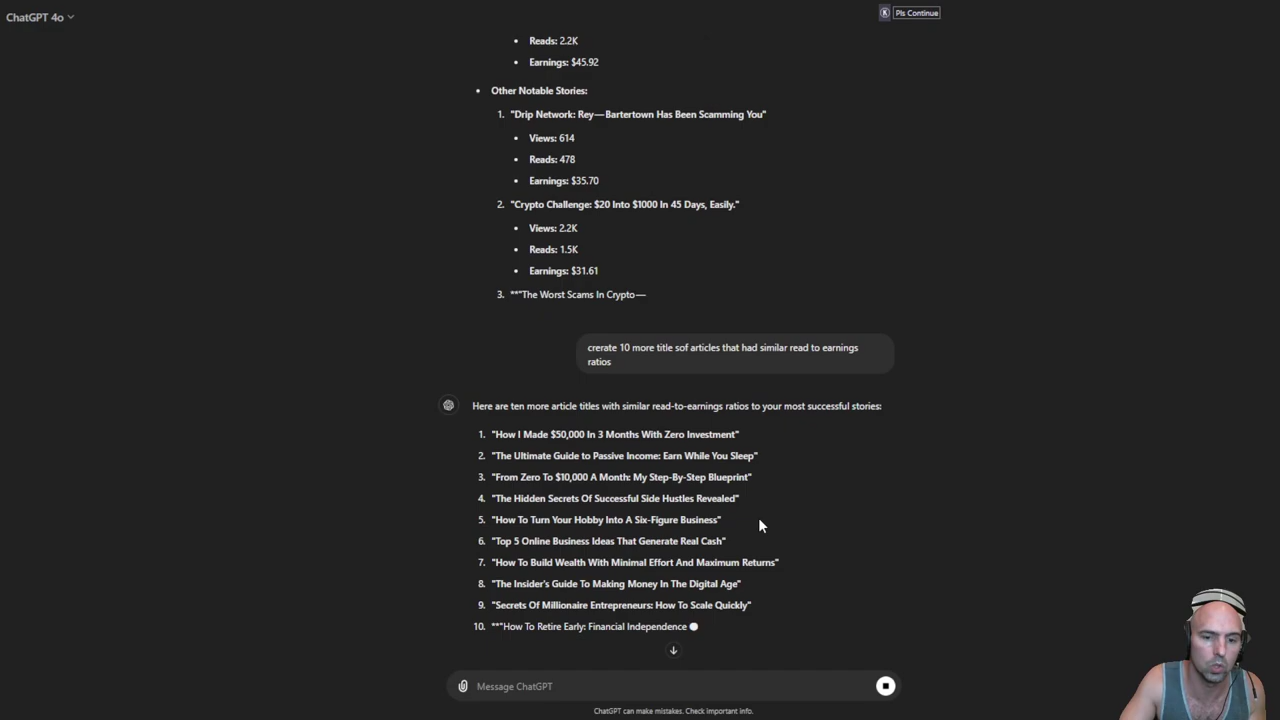 ChatGPT 4o
K Pls Continue
• Reads: 2.2K
• Earnings: $45.92
• Other Notable Stories:
1. "Drip Network: Rey—Bartertown Has Been Scamming You"
• Views: 614
• Reads: 478
• Earnings: $35.70
2. "Crypto Challenge: $20 Into $1000 In 45 Days, Easily."
• Views: 2.2K
• Reads: 1.5K
• Earnings: $31.61
3. **"The Worst Scams In Crypto—
crerate 10 more title sof articles that had similar read to earnings
ratios
Here are ten more article titles with similar read-to-earnings ratios to your most successful stories:
1. "How I Made $50,000 In 3 Months With Zero Investment"
2. "The Ultimate Guide to Passive Income: Earn While You Sleep"
3. "From Zero To $10,000 A Month: My Step-By-Step Blueprint"
4. "The Hidden Secrets Of Successful Side Hustles Revealed"
5. "How To Turn Your Hobby Into A Six-Figure Business"
6. "Top 5 Online Business Ideas That Generate Real Cash"
7. "How To Build Wealth With Minimal Effort And Maximum Returns"
8. "The Insider's Guide To Making Money In The Digital Age"
9. "Secrets Of Millionaire Entrepreneurs: How To Scale Quickly"
10. **"How To Retire Early: Financial Independence
Message ChatGPT
ChatGPT can make mistakes. Check important info.